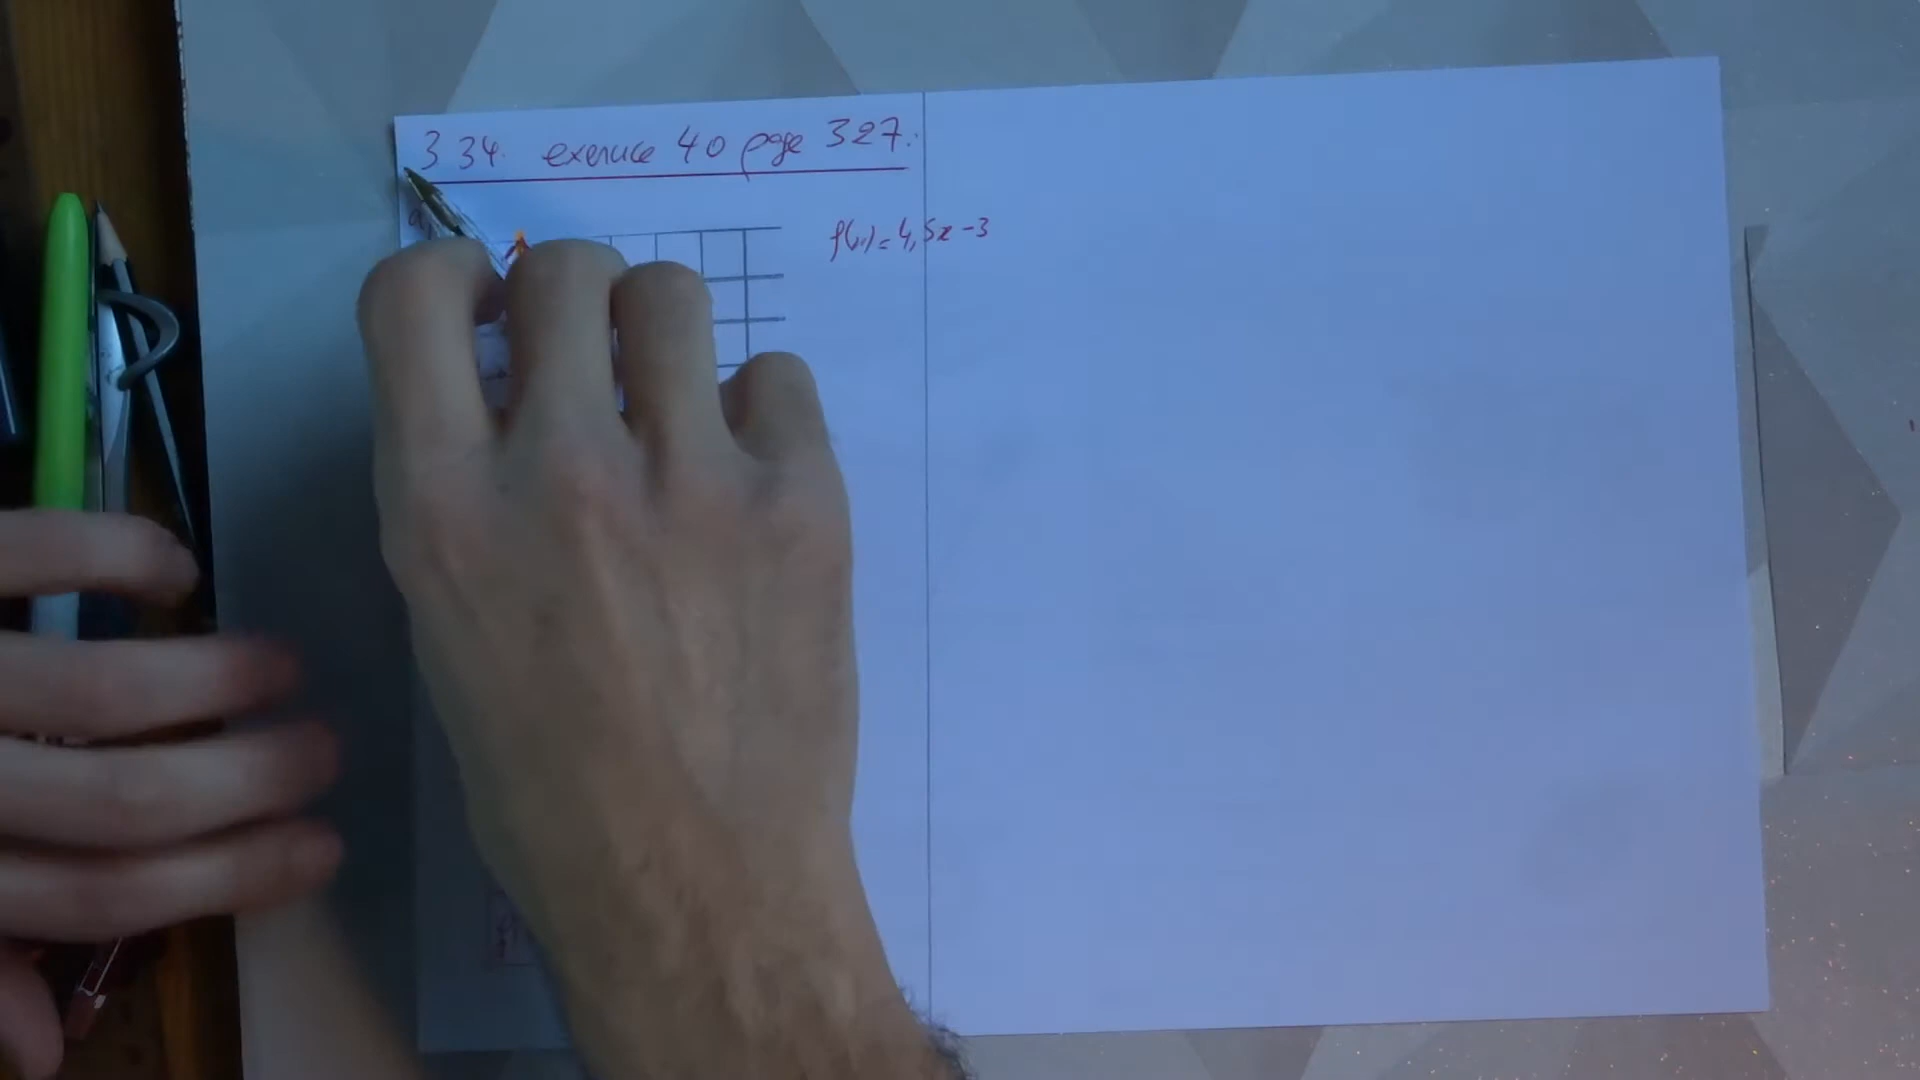 3 34. exercice 40 page 327.
a)
f(x) = 4,5x - 3